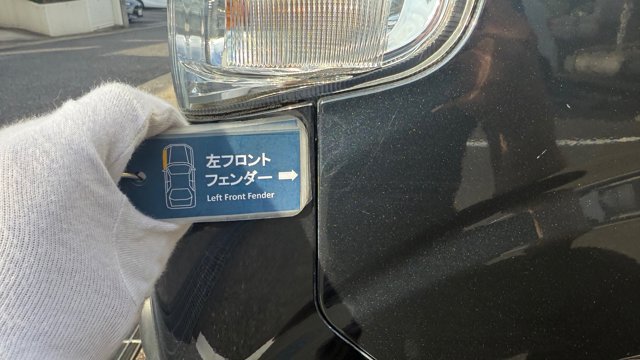 左フロント
フェンダー
Left Front Fender